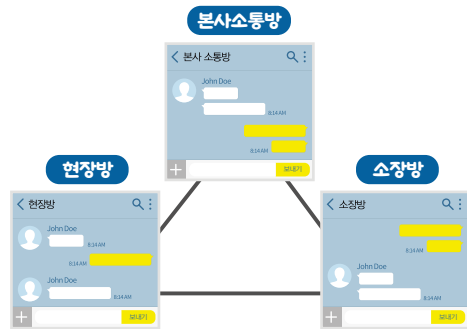 본사소통방
본사 소통방
John Doe
8:14 AM
8:14 AM
보내기
현장방
소장방
현장방
John Doe
8:14 AM
8:14 AM
John Doe
8:14 AM
보내기
소장방
8:14 AM
John Doe
8:14 AM
보내기